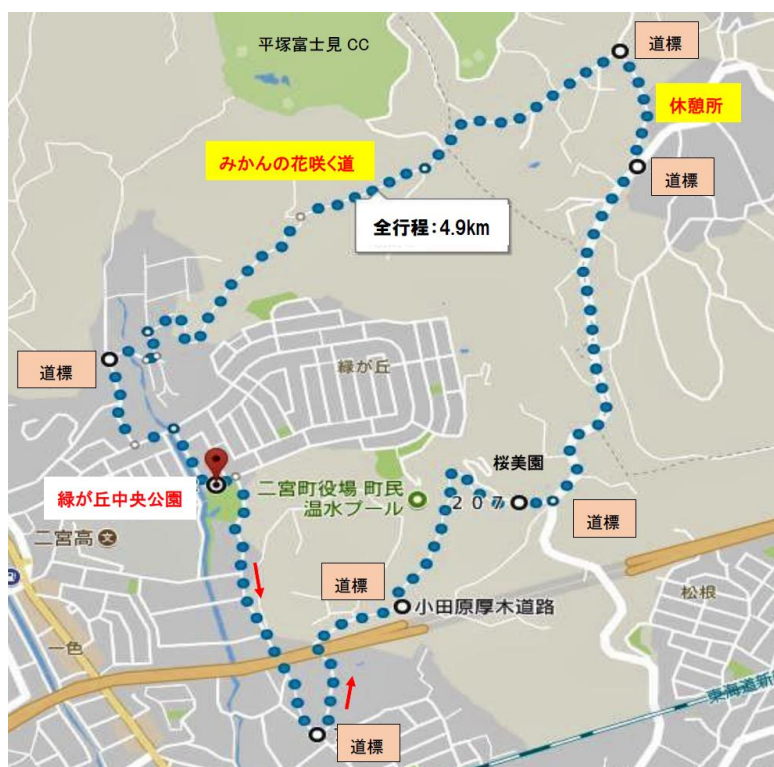 平塚富士見 CC
道標
休憩所
みかんの花咲く道
道標
全行程：4.9km
道標
緑が丘
桜美園
緑が丘中央公園
二宮町役場 町民
温水プール
２０７
道標
二宮高
文
道標
小田原厚木道路
松根
一色
道標
東海道新